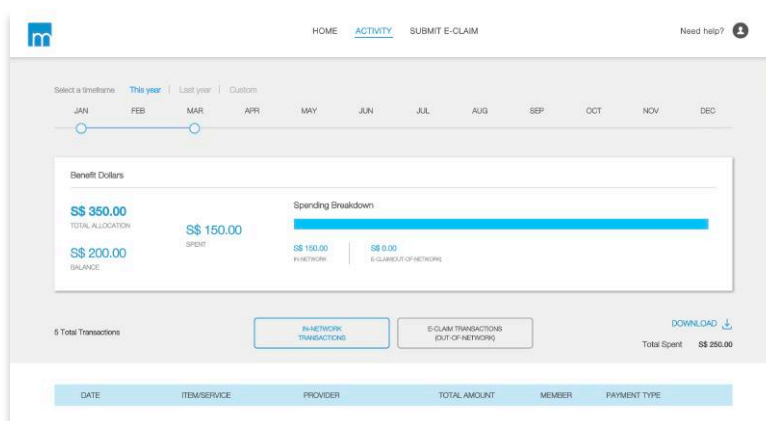 m
HOME ACTIVITY SUBMIT E-CLAIM Need help?
Select a timeframe This year | Last year | Custom
JAN FEB MAR APR MAY JUN JUL AUG SEP OCT NOV DEC
Benefit Dollars
S$ 350.00
TOTAL ALLOCATION
S$ 200.00
BALANCE
S$ 150.00
SPENT
Spending Breakdown
S$ 150.00 S$ 0.00
IN-NETWORK E-CLAIM(OUT-OF-NETWORK)
5 Total Transactions
IN-NETWORK
TRANSACTIONS
E-CLAIM TRANSACTIONS
(OUT-OF-NETWORK)
DOWNLOAD
Total Spent S$ 250.00
DATE ITEM/SERVICE PROVIDER TOTAL AMOUNT MEMBER PAYMENT TYPE